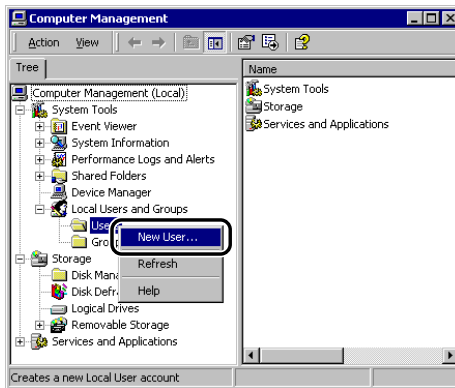 Computer Management
Action View
Tree
Name
Computer Management (Local)
System Tools
Event Viewer
System Information
Performance Logs and Alerts
Shared Folders
Device Manager
Local Users and Groups
New User...
Refresh
Help
Storage
Disk
Disk
Logical Drives
Removable Storage
Services and Applications
System Tools
Storage
Services and Applications
Creates a new Local User account